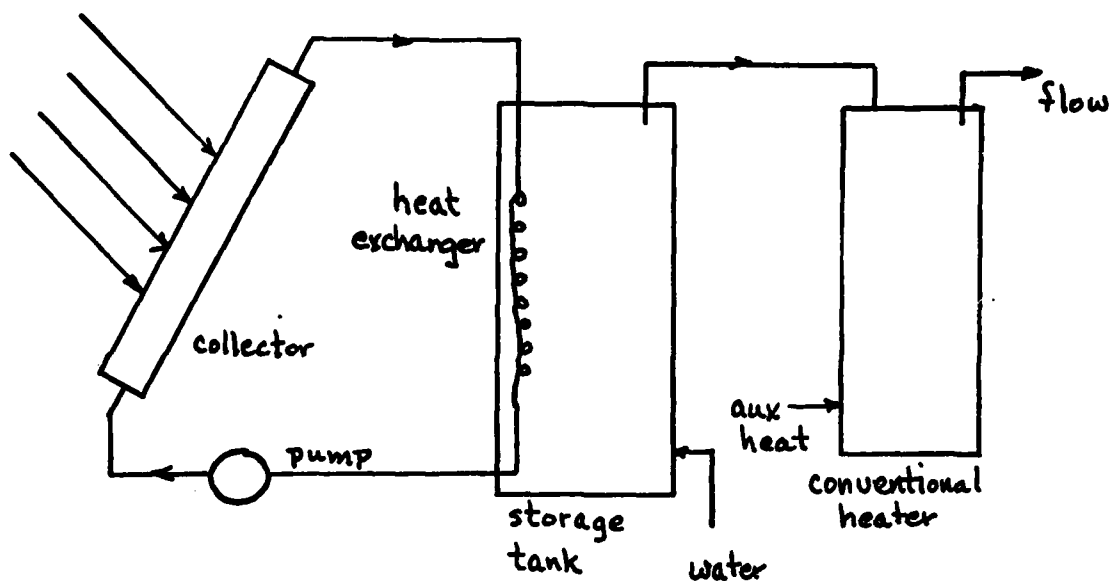 flow
heat
exchanger
collector
aux
heat
pump
conventional
heater
storage
tank
water